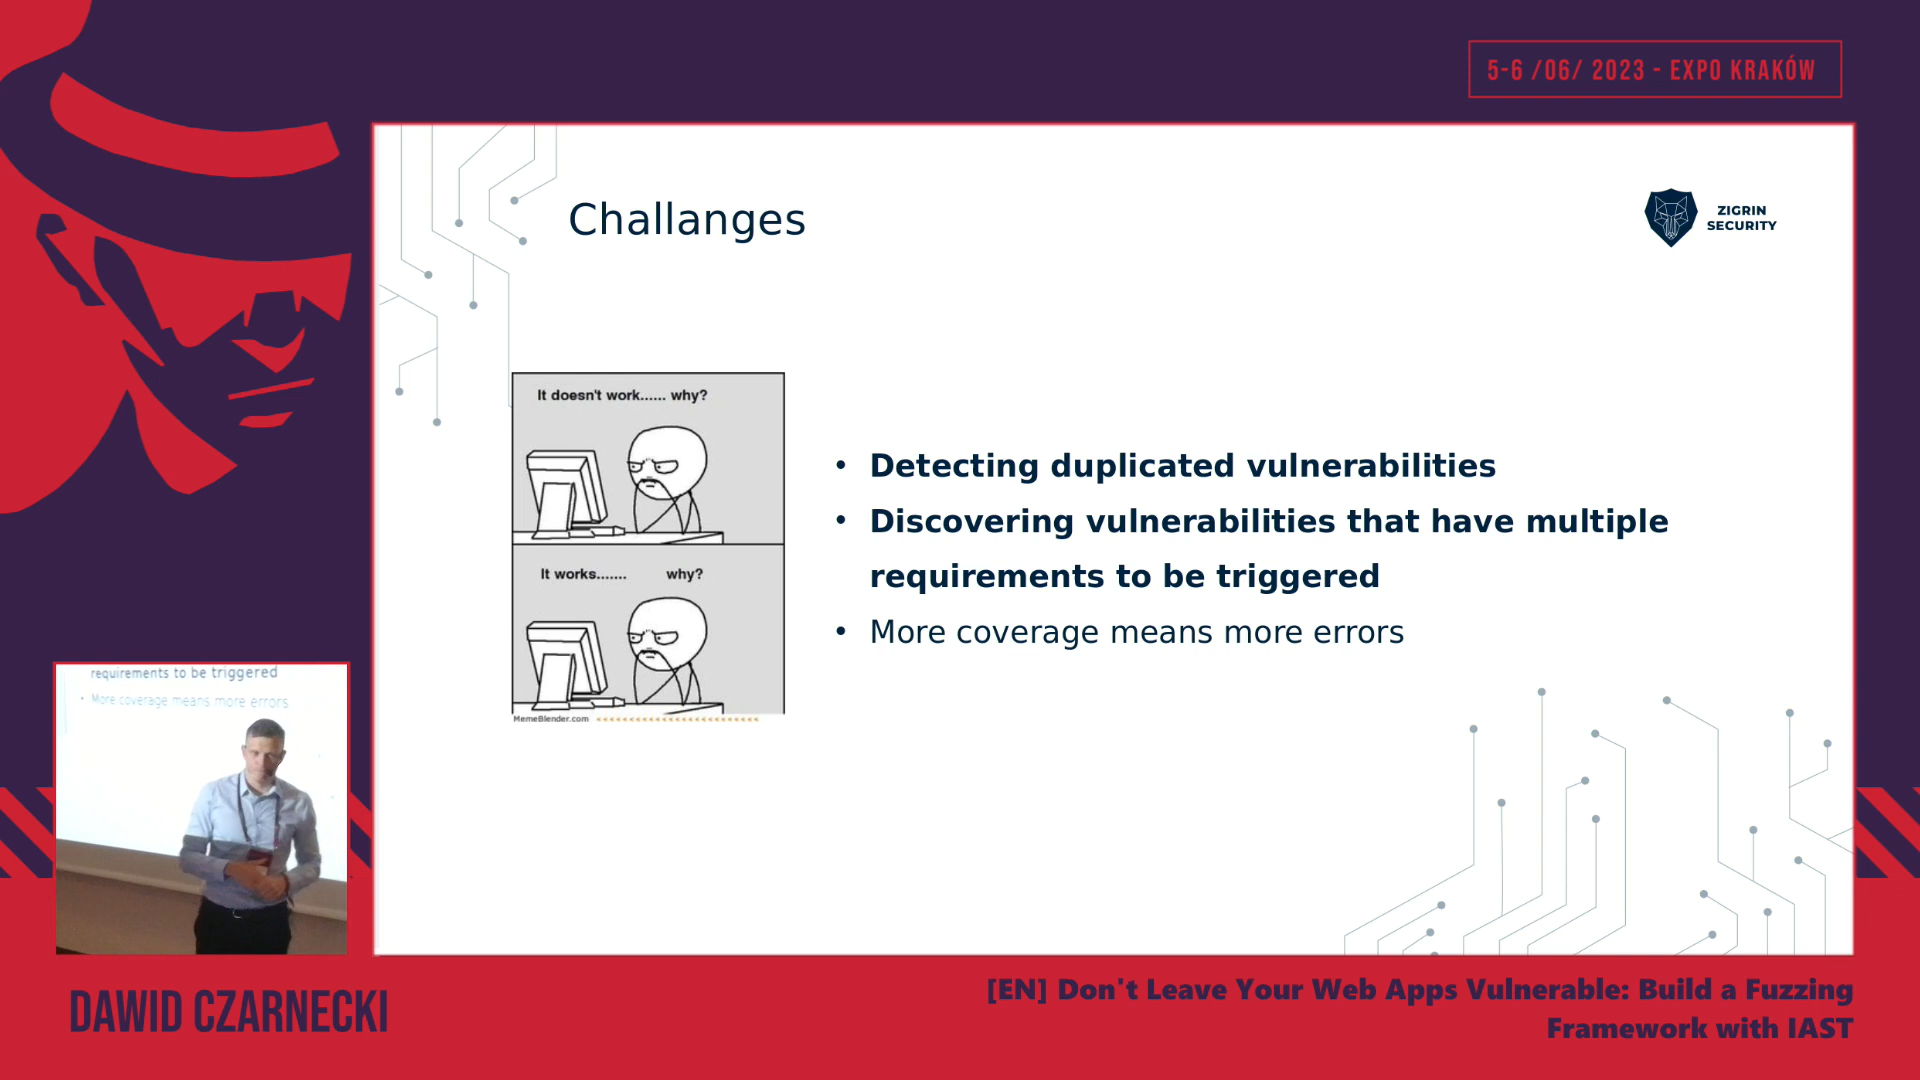 5-6 /06/ 2023 - EXPO KRAKÓW
Challanges
ZIGRIN
SECURITY
It doesn't work...... why?
It works....... why?
MemeBlender.com
• Detecting duplicated vulnerabilities
• Discovering vulnerabilities that have multiple
requirements to be triggered
• More coverage means more errors
requirements to be triggered
• More coverage means more errors
DAWID CZARNECKI
[EN] Don't Leave Your Web Apps Vulnerable: Build a Fuzzing
Framework with IAST